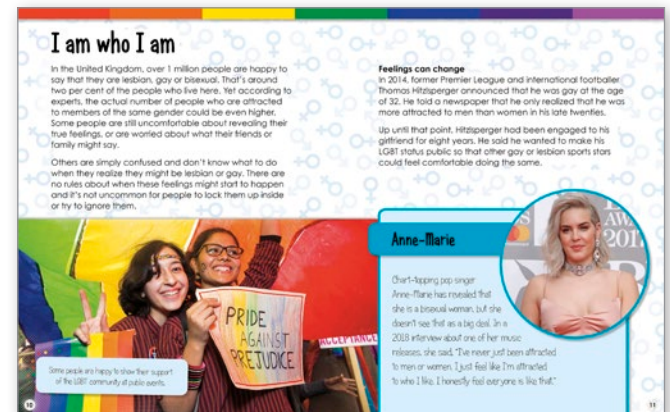 I am who I am
In the United Kingdom, over 1 million people are happy to
say that they are lesbian, gay or bisexual. That's around
two per cent of the people who live here. Yet according to
experts, the actual number of people who are attracted
to members of the same gender could be even higher.
Some people are still uncomfortable about revealing their
true feelings, or are worried about what their friends or
family might say.
Others are simply confused and don't know what to do
when they realize they might be lesbian or gay. There are
no rules about when these feelings might start to happen
and it's not uncommon for people to lock them up inside
or try to ignore them.
PRIDE
AGAINST
PREJUDICE
ACCEPTANCE
Some people are happy to show their support
of the LGBT community at public events.
10
Feelings can change
In 2014, former Premier League and international footballer
Thomas Hitzlsperger announced that he was gay at the age
of 32. He told a newspaper that he only realized that he was
more attracted to men than women in his late twenties.
Up until that point, Hitzlsperger had been engaged to his
girlfriend for eight years. He said he wanted to make his
LGBT status public so that other gay or lesbian sports stars
could feel comfortable doing the same.
Anne-Marie
Chart-topping pop singer
Anne-Marie has revealed that
she is a bisexual woman, but she
doesn't see that as a big deal. In a
2018 interview about one of her music
releases, she said, "I've never just been attracted
to men or women. I just feel like I'm attracted
to who I like. I honestly feel everyone is like that."
2017
11